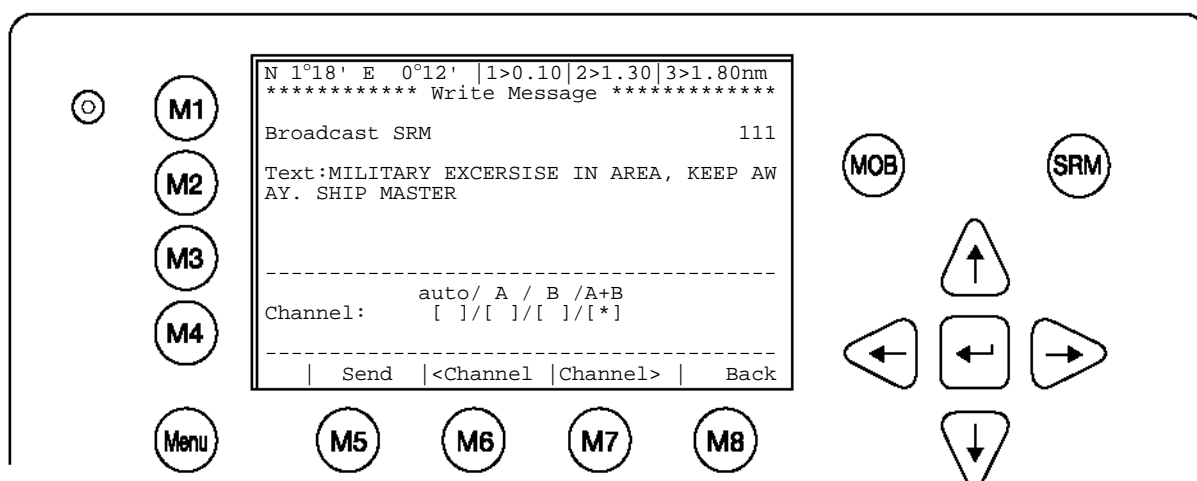 N 1°18' E 0°12' |1>0.10|2>1.30|3>1.80nm
************ Write Message *************
M1
Broadcast SRM 111
Text:MILITARY EXCERSISE IN AREA, KEEP AW
AY. SHIP MASTER
M2
MOB
SRM
M3
----------------------------------------
auto/ A / B /A+B
Channel: [ ]/[ ]/[ ]/[*]
M4
----------------------------------------
| Send |<Channel |Channel> | Back
Menu M5 M6 M7 M8